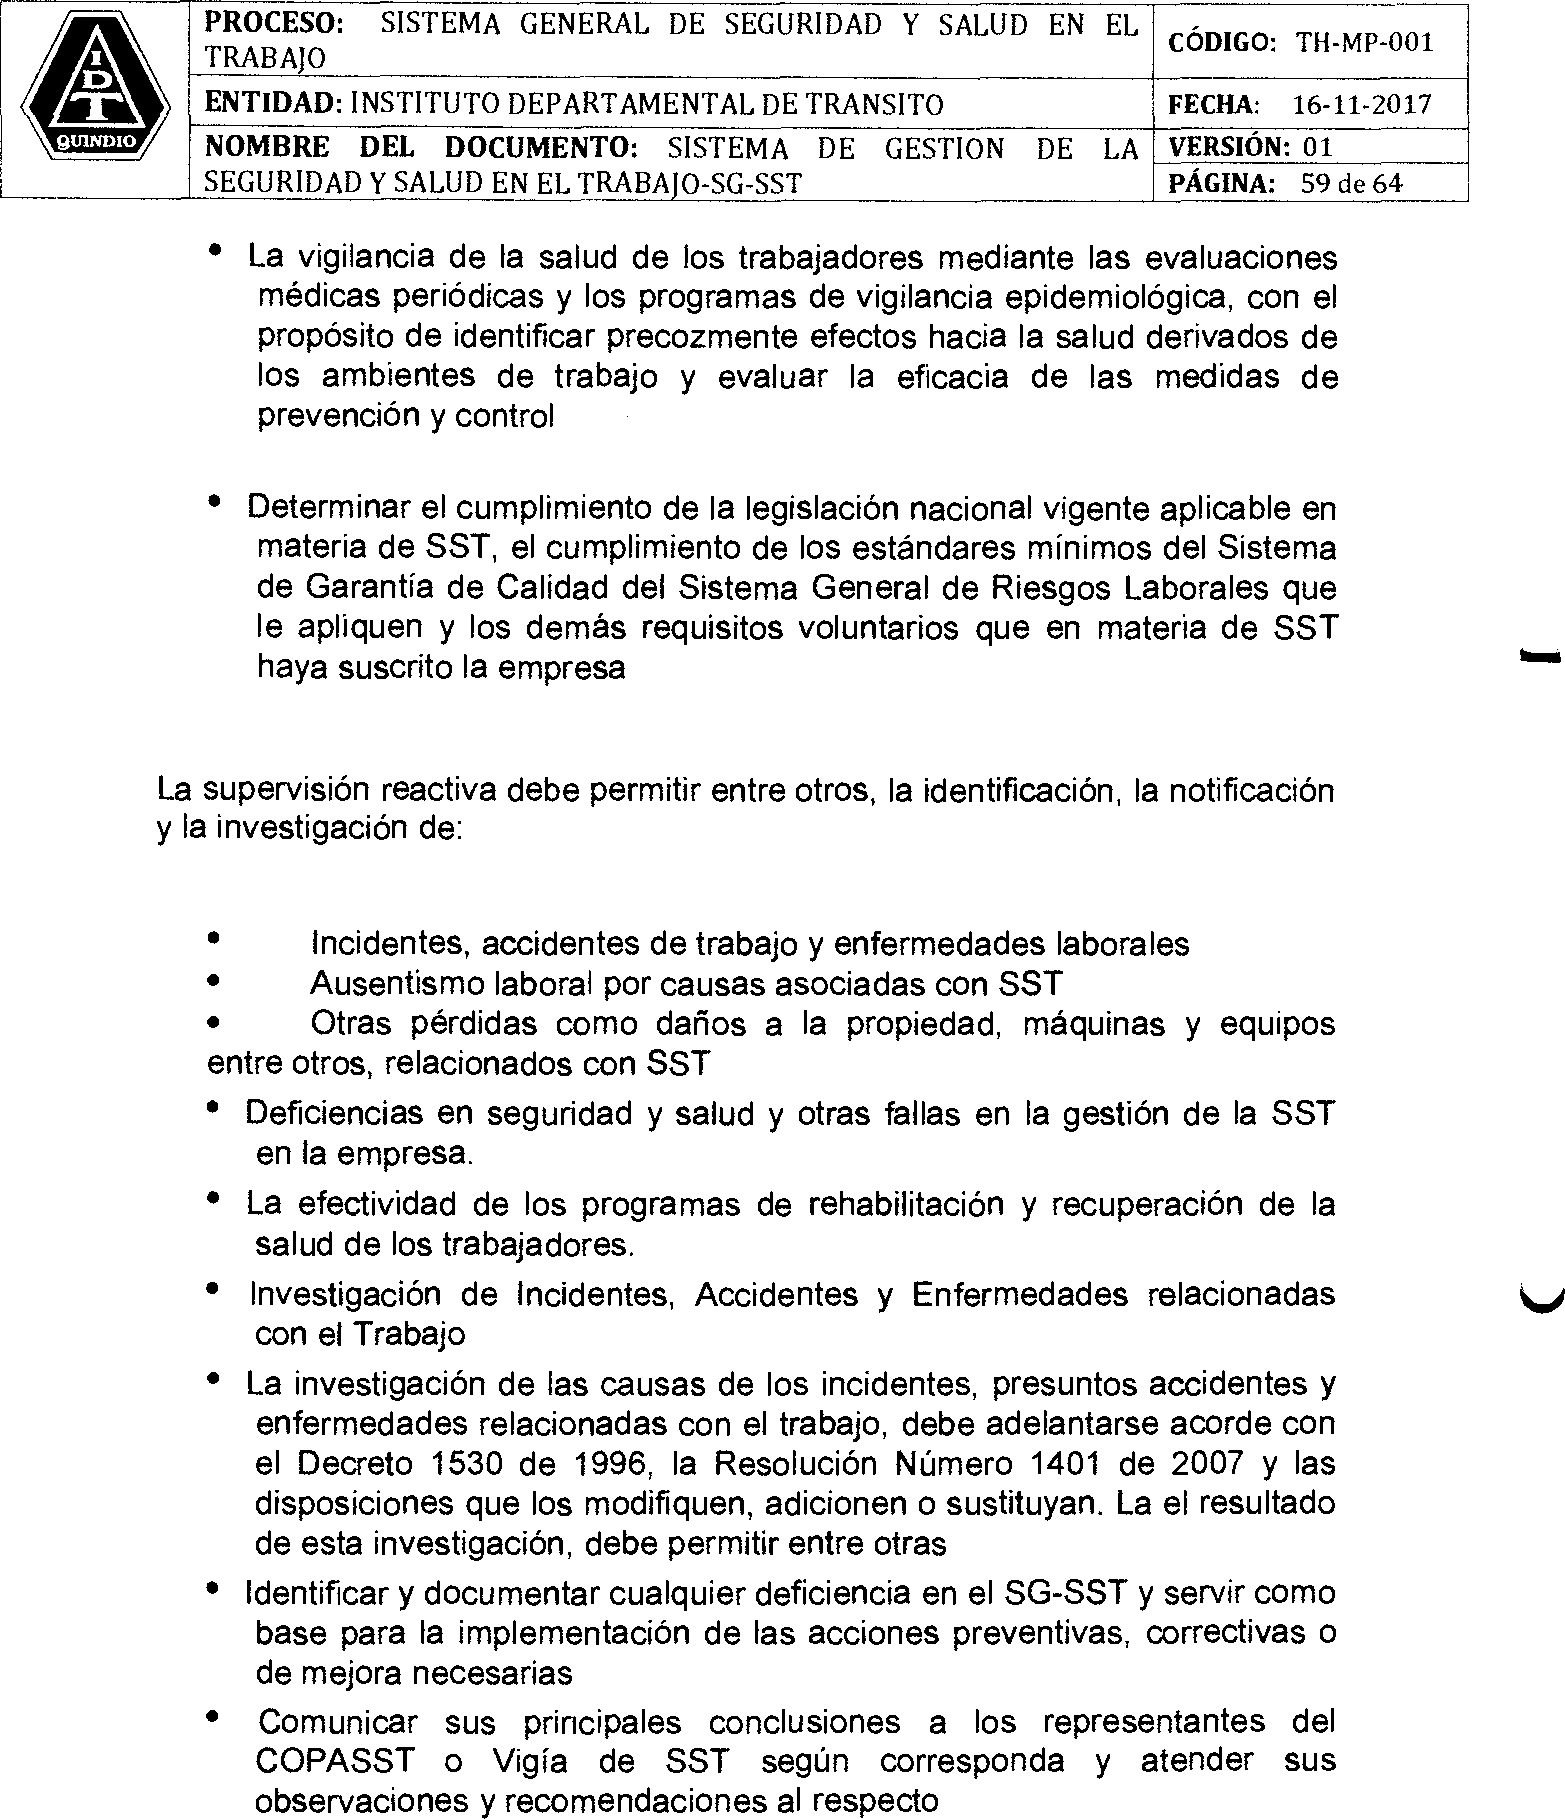 IDT
QUINDIO
PROCESO: SISTEMA GENERAL DE SEGURIDAD Y SALUD EN EL
TRABAJO
CÓDIGO: TH-MP-001
ENTIDAD: INSTITUTO DEPARTAMENTAL DE TRANSITO
FECHA: 16-11-2017
NOMBRE DEL DOCUMENTO: SISTEMA DE GESTION DE LA
SEGURIDAD Y SALUD EN EL TRABAJO-SG-SST
VERSIÓN: 01
PÁGINA: 59 de 64
• La vigilancia de la salud de los trabajadores mediante las evaluaciones
médicas periódicas y los programas de vigilancia epidemiológica, con el
propósito de identificar precozmente efectos hacia la salud derivados de
los ambientes de trabajo y evaluar la eficacia de las medidas de
prevención y control
• Determinar el cumplimiento de la legislación nacional vigente aplicable en
materia de SST, el cumplimiento de los estándares mínimos del Sistema
de Garantía de Calidad del Sistema General de Riesgos Laborales que
le apliquen y los demás requisitos voluntarios que en materia de SST
haya suscrito la empresa
La supervisión reactiva debe permitir entre otros, la identificación, la notificación
y la investigación de:
• Incidentes, accidentes de trabajo y enfermedades laborales
• Ausentismo laboral por causas asociadas con SST
• Otras pérdidas como daños a la propiedad, máquinas y equipos
entre otros, relacionados con SST
• Deficiencias en seguridad y salud y otras fallas en la gestión de la SST
en la empresa.
• La efectividad de los programas de rehabilitación y recuperación de la
salud de los trabajadores.
• Investigación de Incidentes, Accidentes y Enfermedades relacionadas
con el Trabajo
• La investigación de las causas de los incidentes, presuntos accidentes y
enfermedades relacionadas con el trabajo, debe adelantarse acorde con
el Decreto 1530 de 1996, la Resolución Número 1401 de 2007 y las
disposiciones que los modifiquen, adicionen o sustituyan. La el resultado
de esta investigación, debe permitir entre otras
• Identificar y documentar cualquier deficiencia en el SG-SST y servir como
base para la implementación de las acciones preventivas, correctivas o
de mejora necesarias
• Comunicar sus principales conclusiones a los representantes del
COPASST o Vigía de SST según corresponda y atender sus
observaciones y recomendaciones al respecto